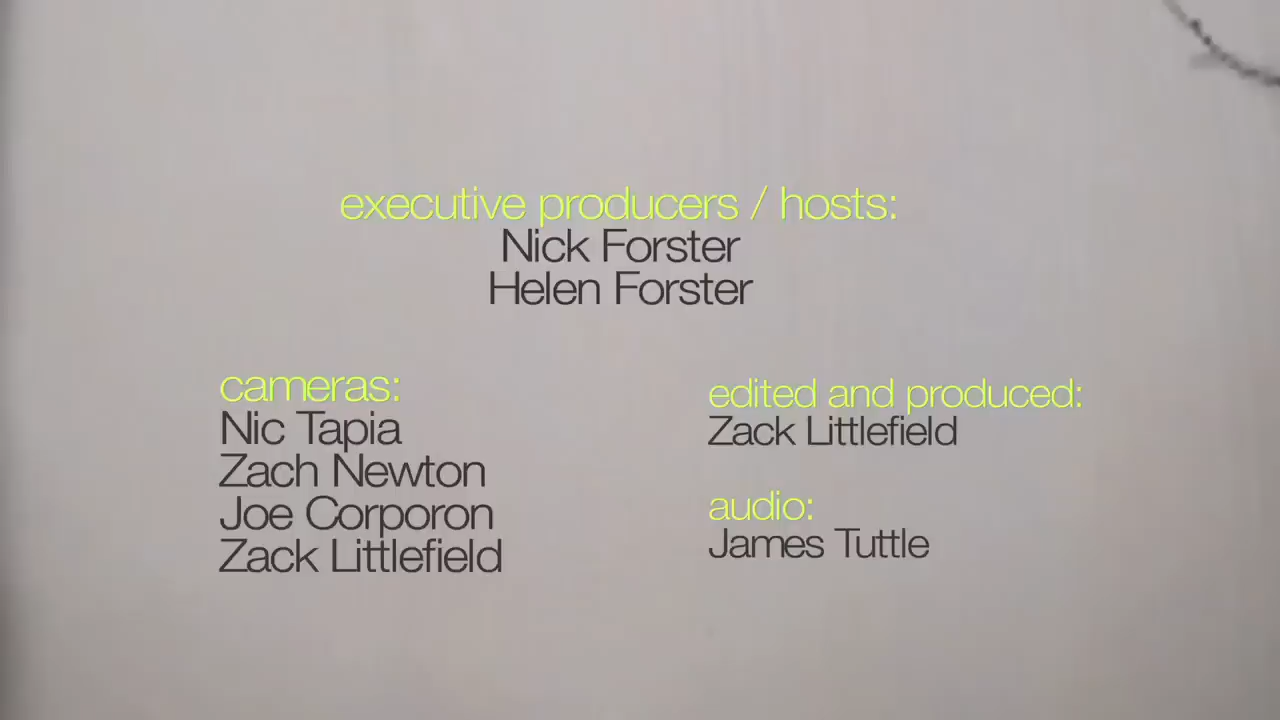 executive producers / hosts:
Nick Forster
Helen Forster
cameras:
Nic Tapia
Zach Newton
Joe Corporon
Zack Littlefield
edited and produced:
Zack Littlefield
audio:
James Tuttle